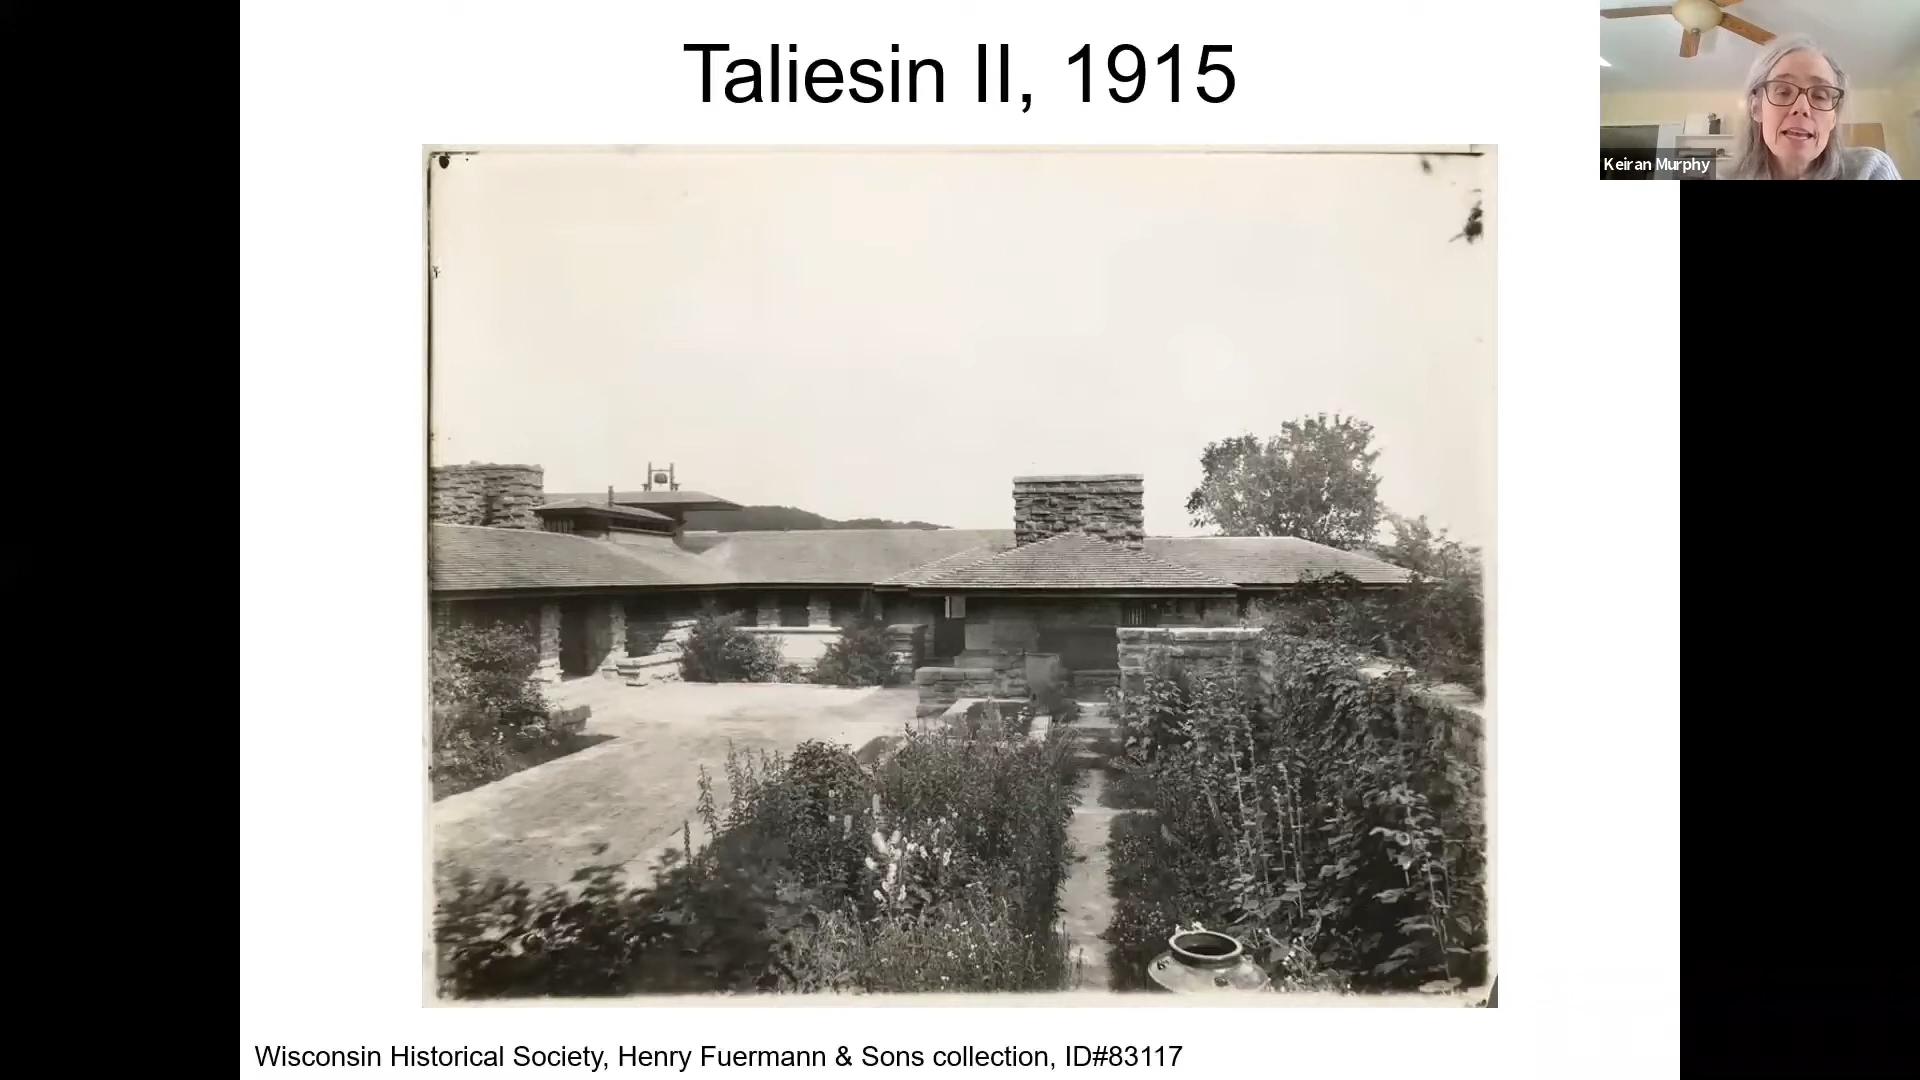 Taliesin II, 1915
Keiran Murphy
Wisconsin Historical Society, Henry Fuermann & Sons collection, ID#83117